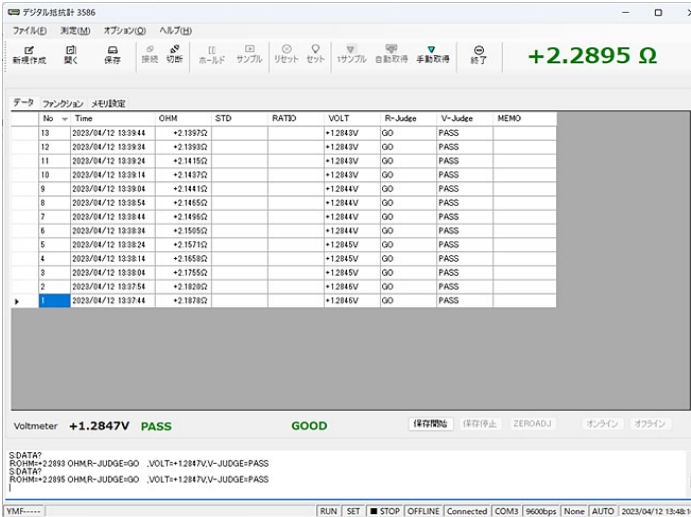 デジタル抵抗計 3586
ファイル(F) 測定(M) オプション(O) ヘルプ(H)
新規作成 開く 保存 接続 切断 ホールド サンプル リセット セット 1サンプル 自動取得 手動取得 終了 +2.2895 Ω
データ ファンクション メモリ設定
No Time OHM STD RATIO VOLT R-Judge V-Judge MEMO
13 2023/04/12 13:39:44 +2.1397Ω +1.2843V GO PASS
12 2023/04/12 13:39:34 +2.1393Ω +1.2843V GO PASS
11 2023/04/12 13:39:24 +2.1415Ω +1.2843V GO PASS
10 2023/04/12 13:39:14 +2.1437Ω +1.2843V GO PASS
9 2023/04/12 13:39:04 +2.1441Ω +1.2844V GO PASS
8 2023/04/12 13:38:54 +2.1465Ω +1.2844V GO PASS
7 2023/04/12 13:38:44 +2.1496Ω +1.2844V GO PASS
6 2023/04/12 13:38:34 +2.1505Ω +1.2844V GO PASS
5 2023/04/12 13:38:24 +2.1571Ω +1.2845V GO PASS
4 2023/04/12 13:38:14 +2.1658Ω +1.2845V GO PASS
3 2023/04/12 13:38:04 +2.1755Ω +1.2845V GO PASS
2 2023/04/12 13:37:54 +2.1820Ω +1.2846V GO PASS
1 2023/04/12 13:37:44 +2.1878Ω +1.2846V GO PASS
Voltmeter +1.2847V PASS GOOD 保存開始 保存停止 ZEROADJ オンライン オフライン
S:DATA?
R:OHM=+2.2893 OHM,R-JUDGE=GO ,VOLT=+1.2847V,V-JUDGE=PASS
S:DATA?
R:OHM=+2.2895 OHM,R-JUDGE=GO ,VOLT=+1.2847V,V-JUDGE=PASS
YMF----- RUN SET ■ STOP OFFLINE Connected COM3 9600bps None AUTO 2023/04/12 13:48:1